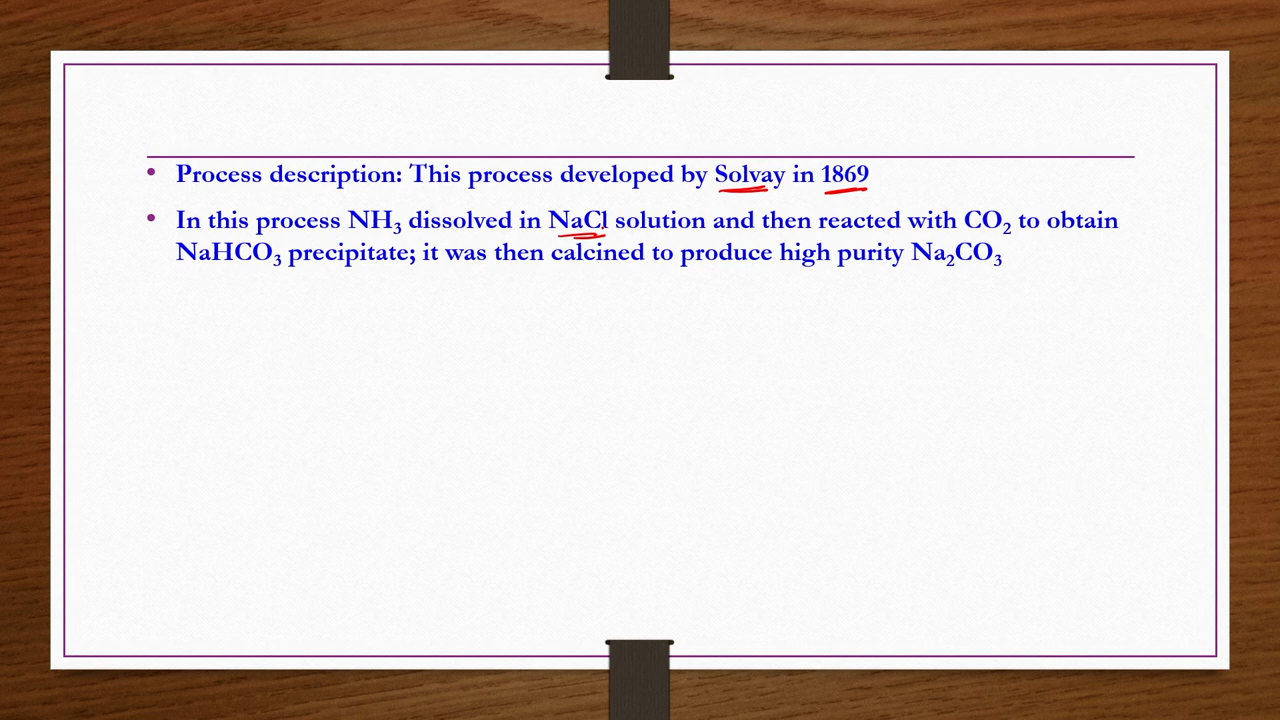 • Process description: This process developed by Solvay in 1869
• In this process NH₃ dissolved in NaCl solution and then reacted with CO₂ to obtain
NaHCO₃ precipitate; it was then calcined to produce high purity Na₂CO₃